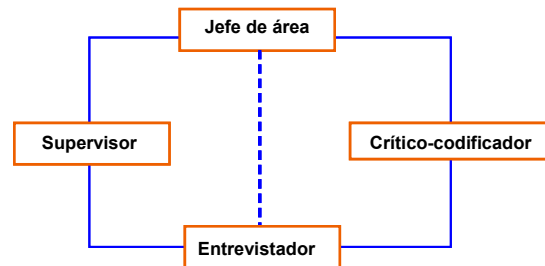 Jefe de área
Supervisor
Crítico-codificador
Entrevistador